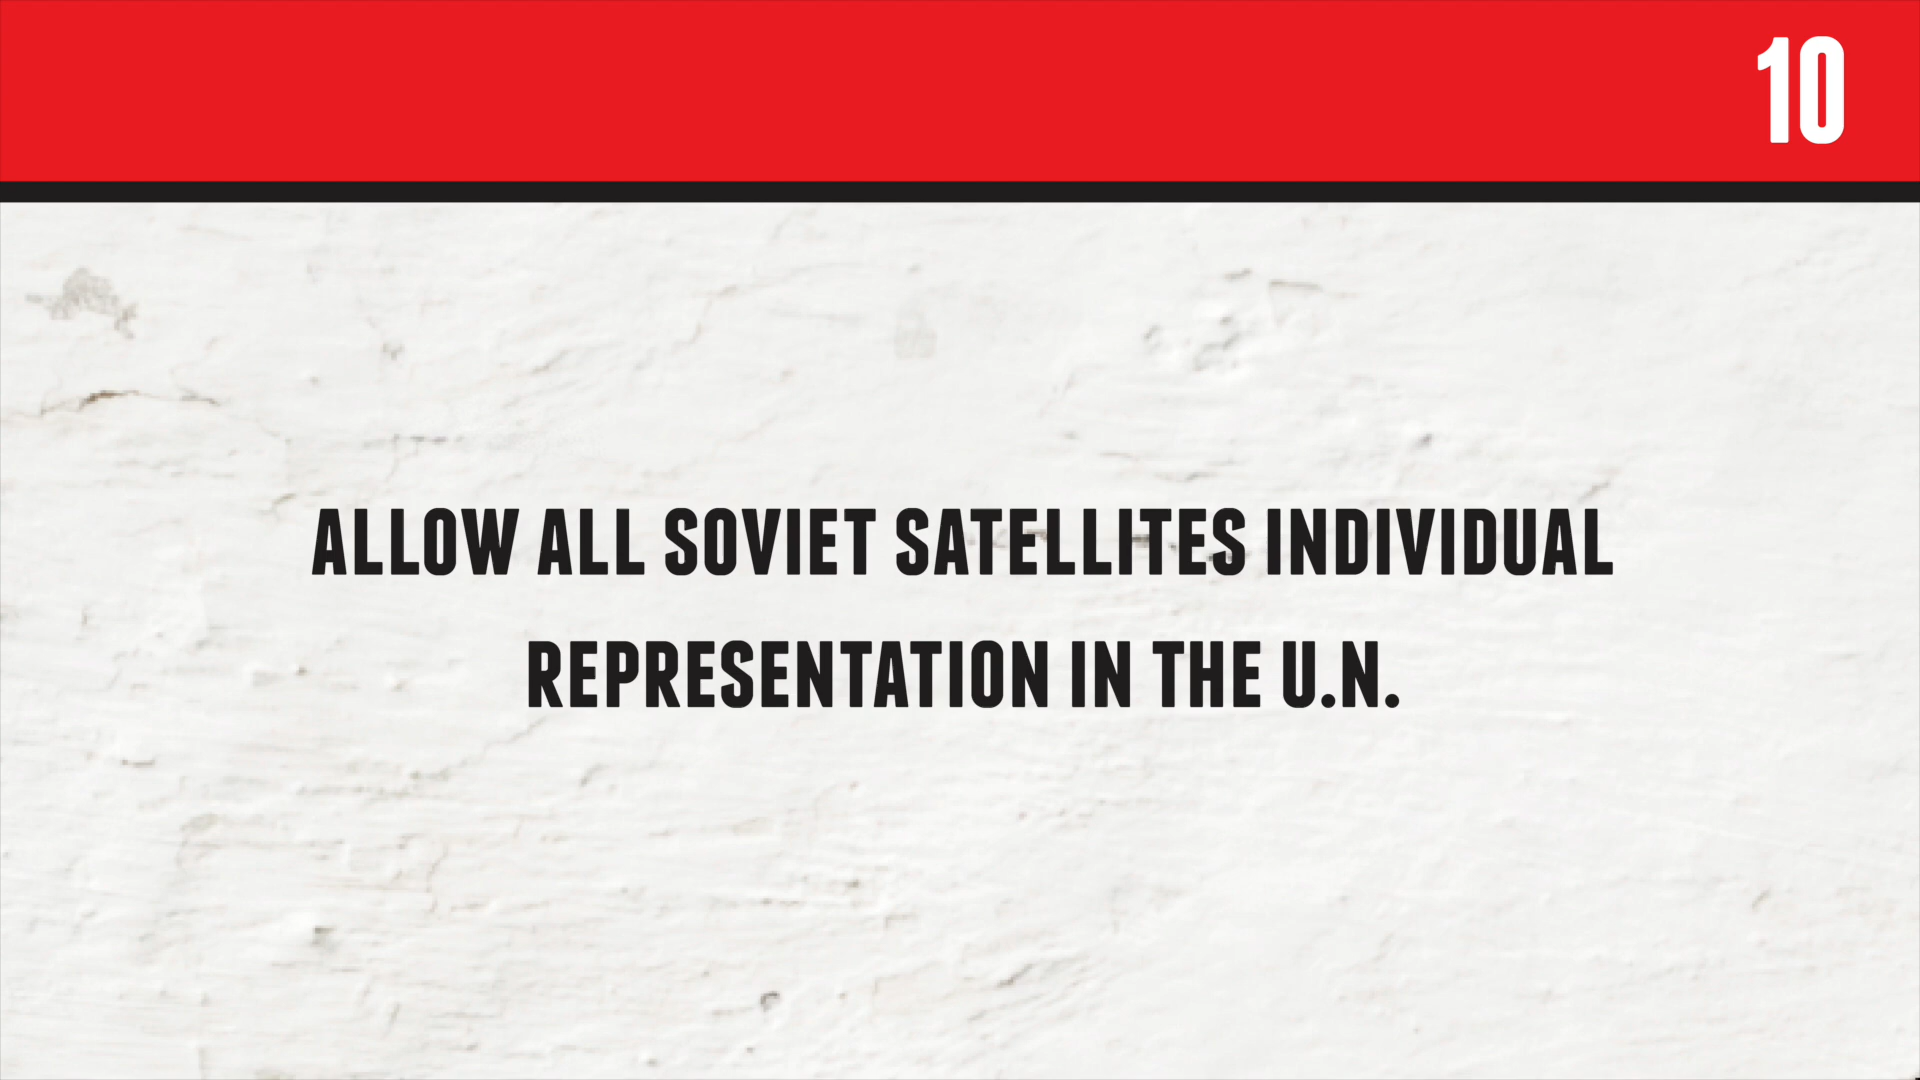 10
ALLOW ALL SOVIET SATELLITES INDIVIDUAL
REPRESENTATION IN THE U.N.